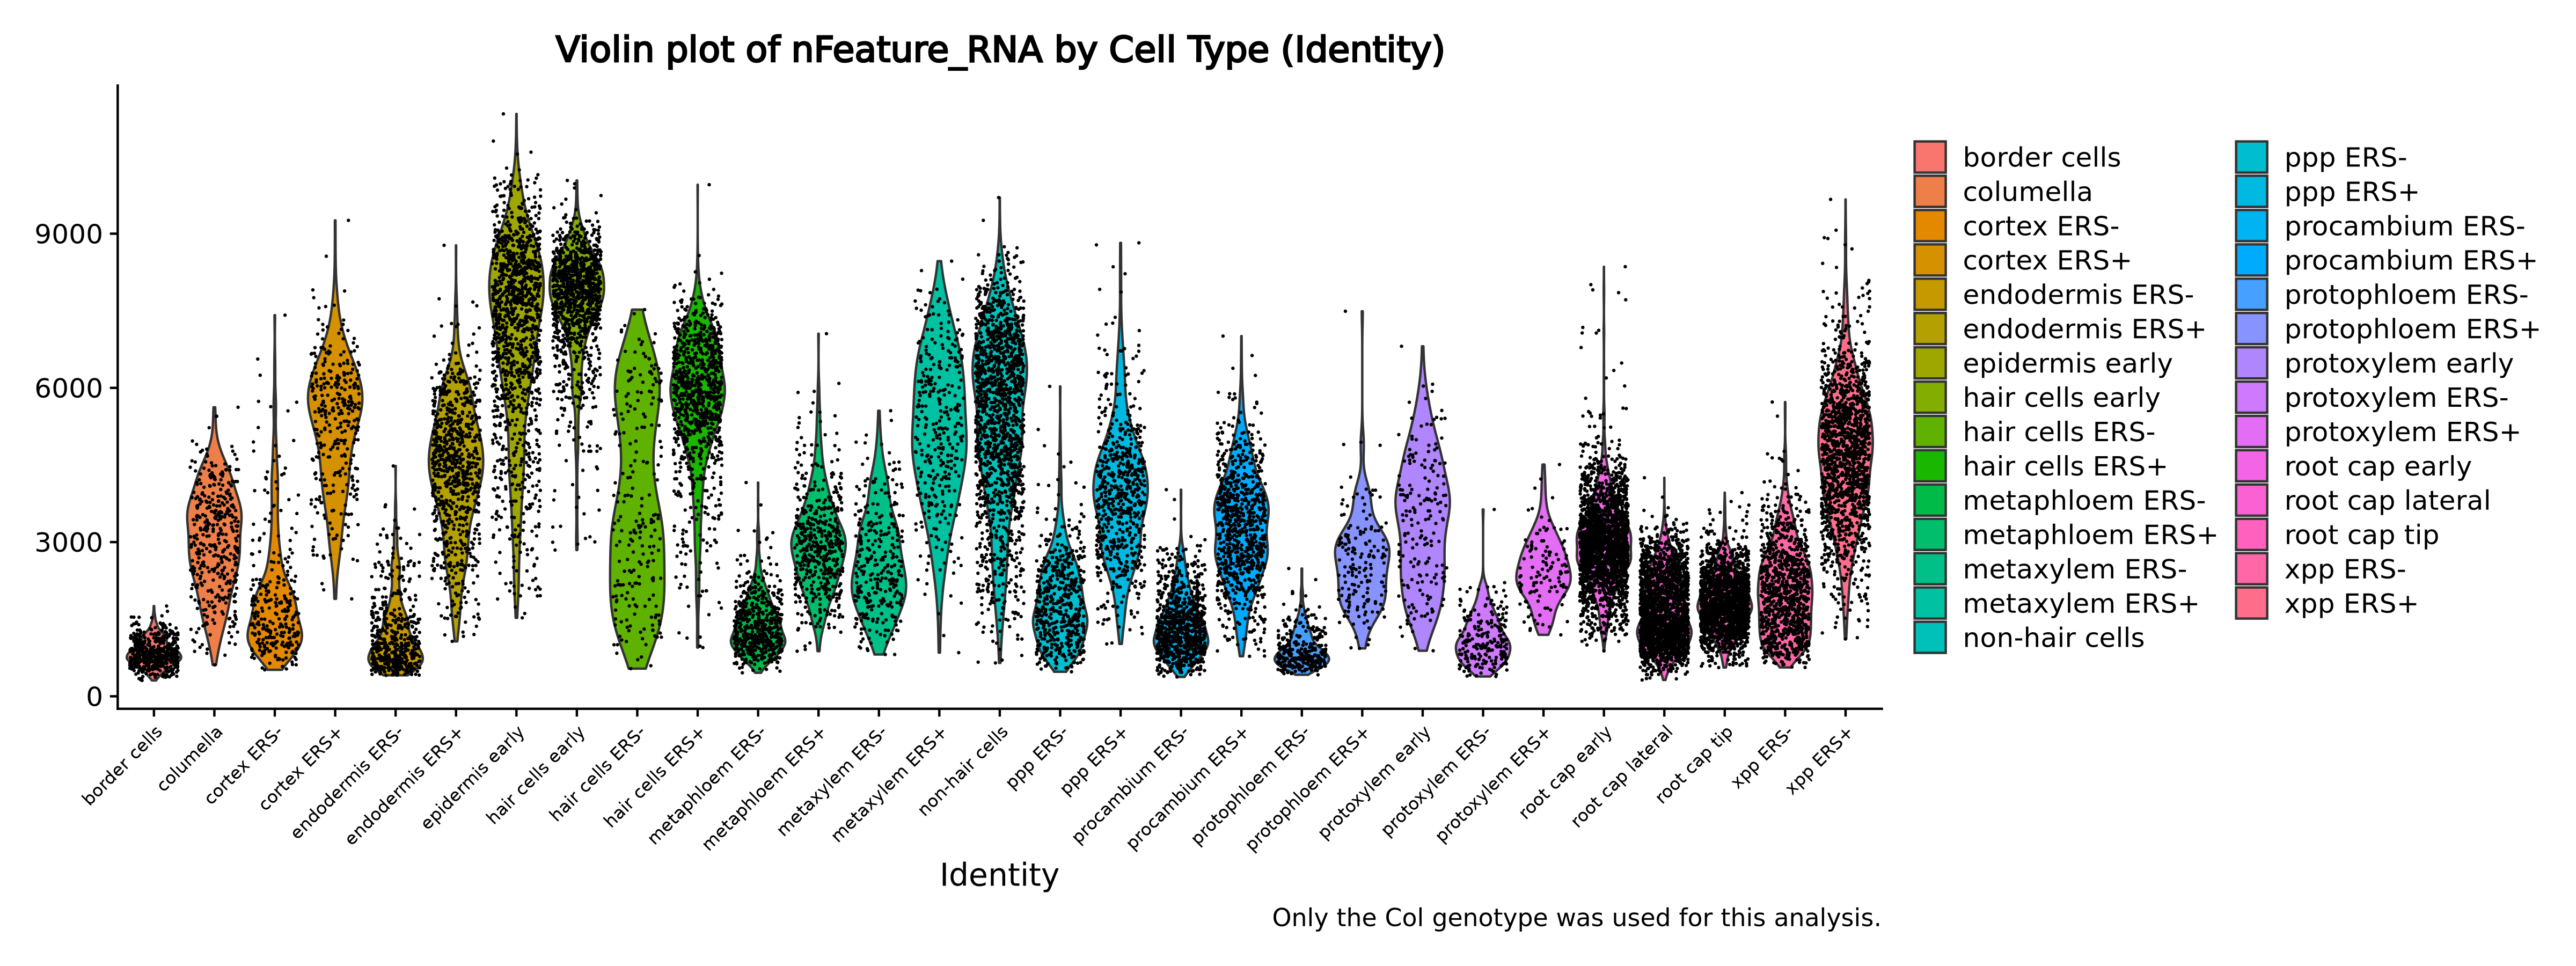 Violin plot of nFeature_RNA by Cell Type (Identity)
9000
6000
3000
0
border cells
columella
cortex ERS-
cortex ERS+
endodermis ERS-
endodermis ERS+
epidermis early
hair cells early
hair cells ERS-
hair cells ERS+
metaphloem ERS-
metaphloem ERS+
metaxylem ERS-
metaxylem ERS+
non-hair cells
ppp ERS-
ppp ERS+
procambium ERS-
procambium ERS+
protophloem ERS-
protophloem ERS+
protoxylem early
protoxylem ERS-
protoxylem ERS+
root cap early
root cap lateral
root cap tip
xpp ERS-
xpp ERS+
Identity
Only the Col genotype was used for this analysis.
border cells
columella
cortex ERS-
cortex ERS+
endodermis ERS-
endodermis ERS+
epidermis early
hair cells early
hair cells ERS-
hair cells ERS+
metaphloem ERS-
metaphloem ERS+
metaxylem ERS-
metaxylem ERS+
non-hair cells
ppp ERS-
ppp ERS+
procambium ERS-
procambium ERS+
protophloem ERS-
protophloem ERS+
protoxylem early
protoxylem ERS-
protoxylem ERS+
root cap early
root cap lateral
root cap tip
xpp ERS-
xpp ERS+